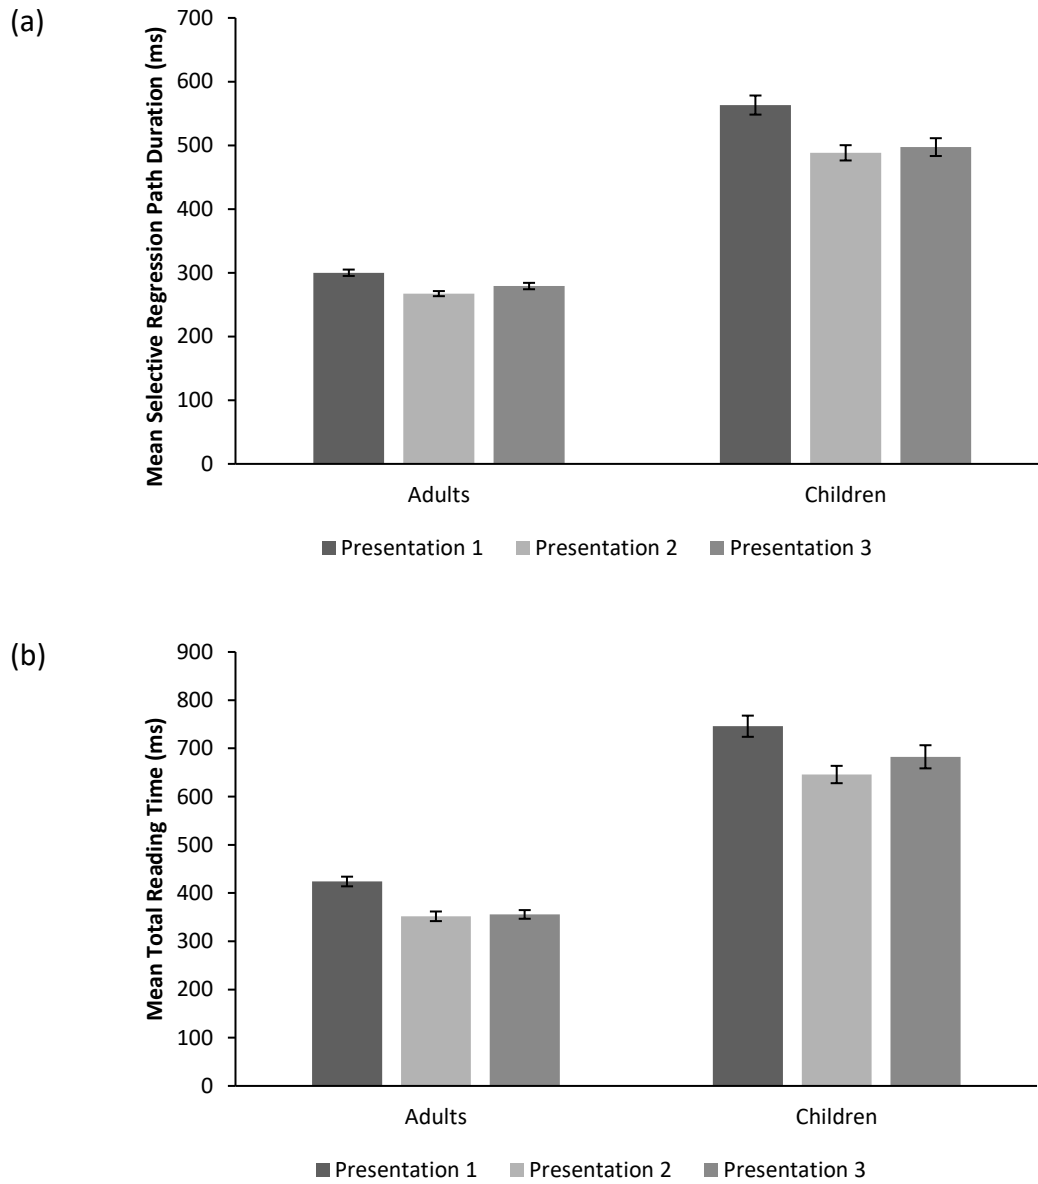 (a)
Mean Selective Regression Path Duration (ms)
700
600
500
400
300
200
100
0
Adults Children
Presentation 1 Presentation 2 Presentation 3
(b)
Mean Total Reading Time (ms)
900
800
700
600
500
400
300
200
100
0
Adults Children
Presentation 1 Presentation 2 Presentation 3